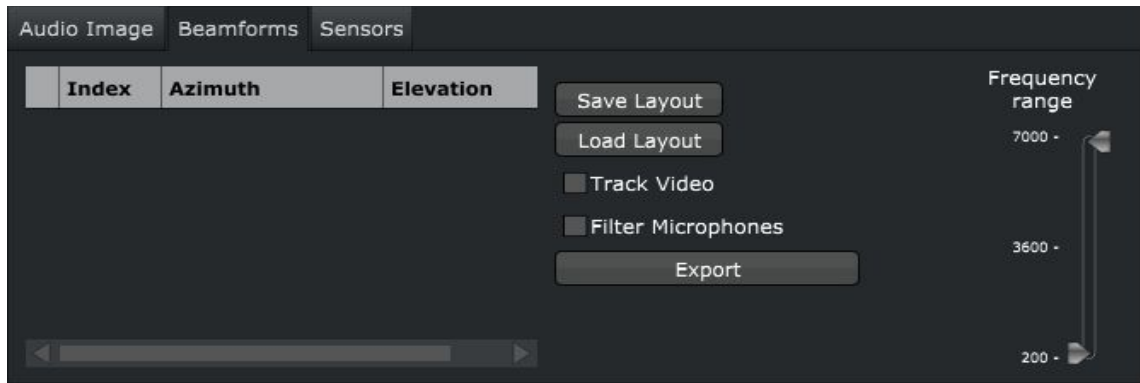 Audio Image Beamforms Sensors
Index Azimuth Elevation
Save Layout
Load Layout
Track Video
Filter Microphones
Export
Frequency
range
7000 -
3600 -
200 -